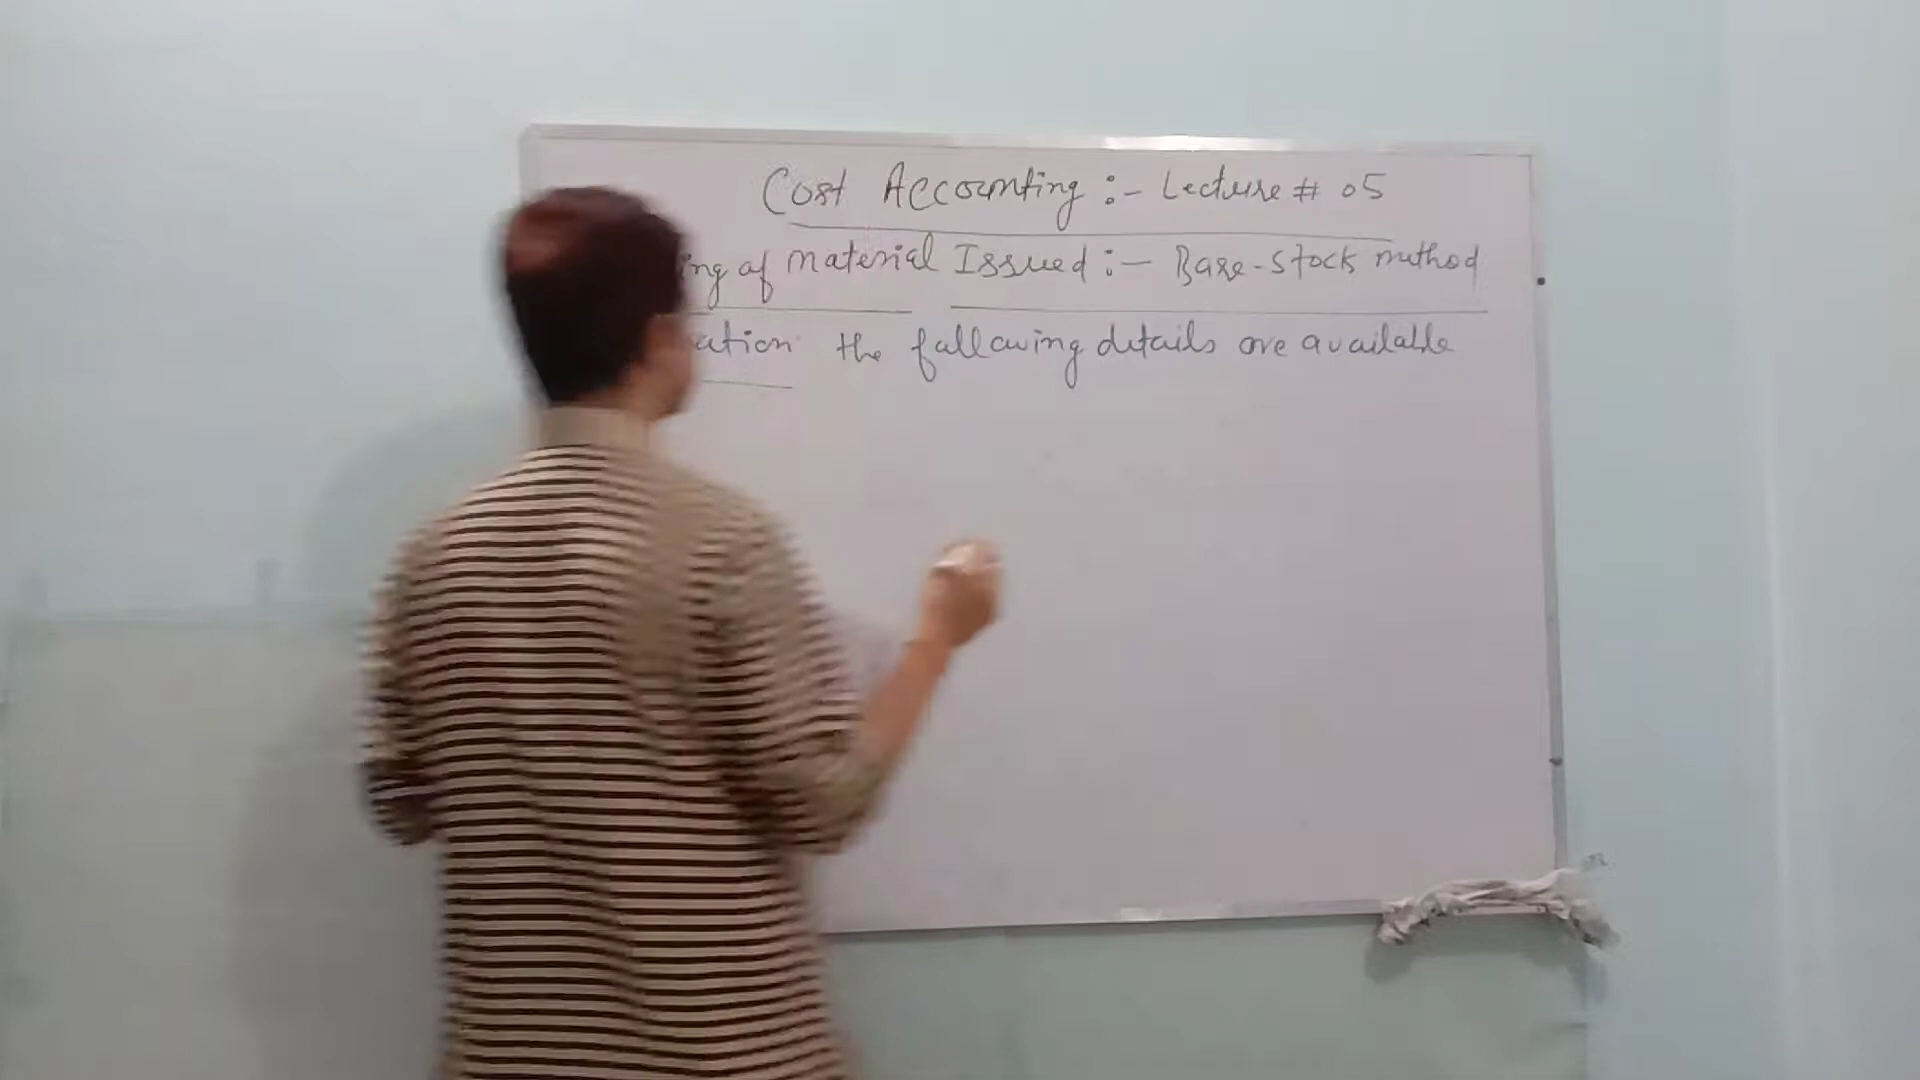 Cost Accounting :- Lecture # 05
ing of Material Issued :- Base-Stock method
ation the following details are available